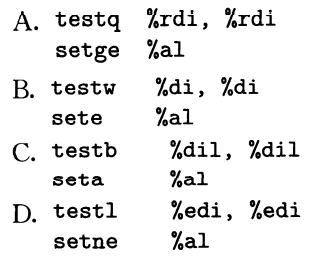 A. testq %rdi, %rdi
setge %al
B. testw %di, %di
sete %al
C. testb %dil, %dil
seta %al
D. testl %edi, %edi
setne %al